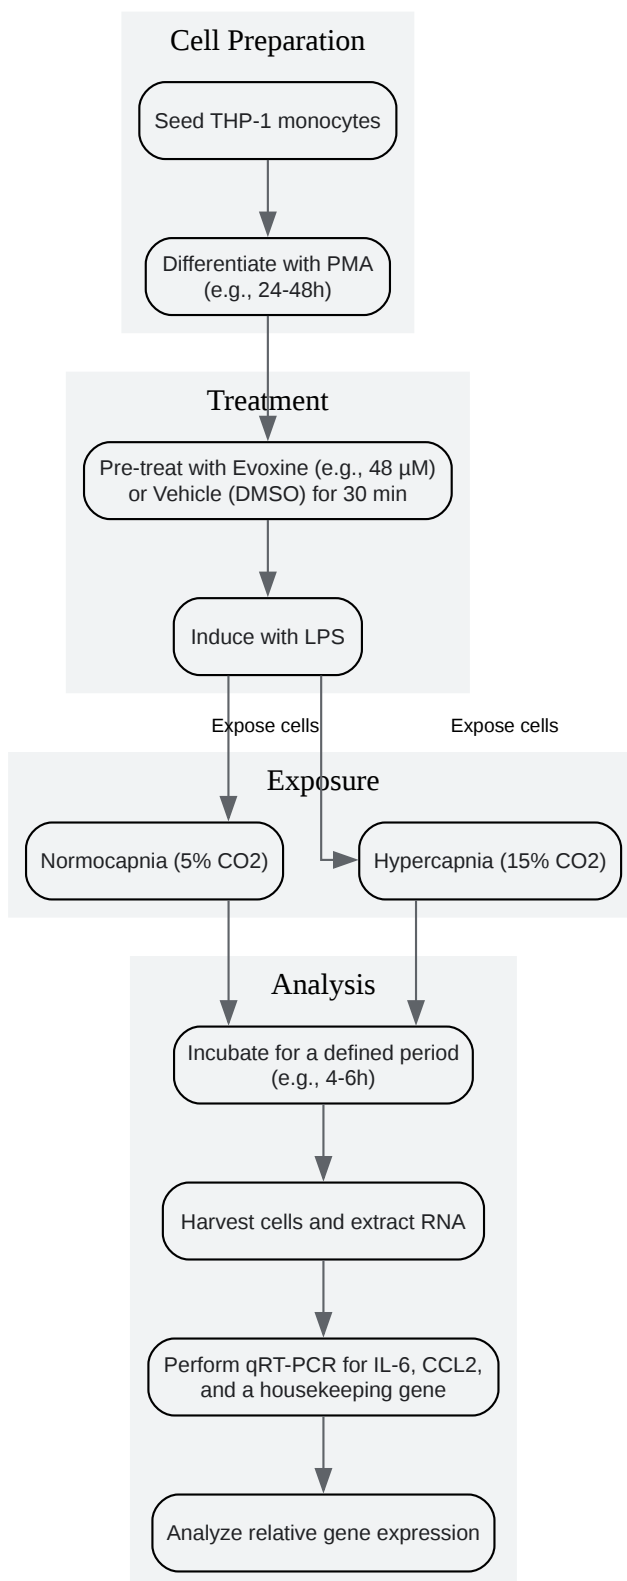 Cell Preparation
Seed THP-1 monocytes
Differentiate with PMA
(e.g., 24-48h)
Treatment
Pre-treat with Evoxine (e.g., 48 µM)
or Vehicle (DMSO) for 30 min
Induce with LPS
Expose cells
Expose cells
Exposure
Normocapnia (5% CO2)
Hypercapnia (15% CO2)
Analysis
Incubate for a defined period
(e.g., 4-6h)
Harvest cells and extract RNA
Perform qRT-PCR for IL-6, CCL2,
and a housekeeping gene
Analyze relative gene expression